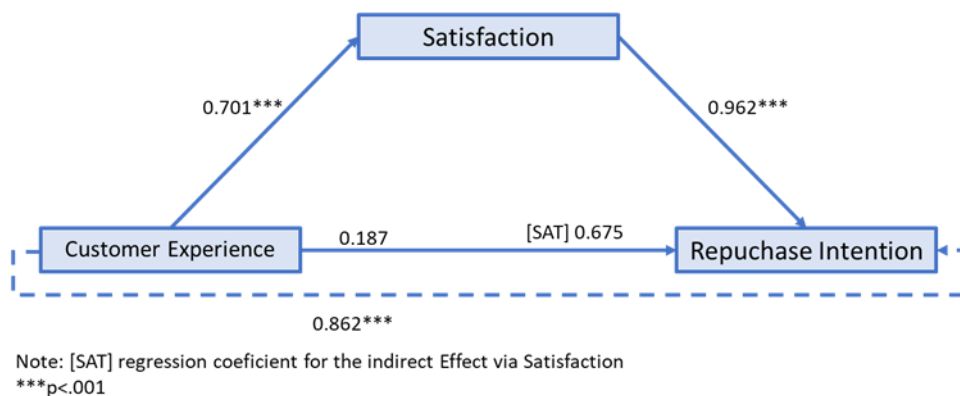 Satisfaction
0.701***
0.962***
Customer Experience
0.187
[SAT] 0.675
Repuchase Intention
0.862***
Note: [SAT] regression coeficient for the indirect Effect via Satisfaction
***p<.001